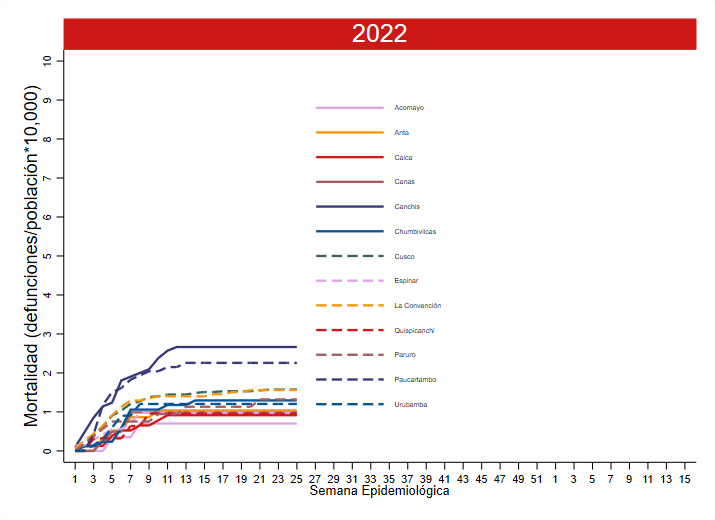 2022
Mortalidad (defunciones/población*10,000)
10
9
8
7
6
5
4
3
2
1
0
Acomayo
Anta
Calca
Canas
Canchis
Chumbivilcas
Cusco
Espinar
La Convención
Quispicanchi
Paruro
Paucartambo
Urubamba
1 3 5 7 9 11 13 15 17 19 21 23 25 27 29 31 33 35 37 39 41 43 45 47 49 51 1 3 5 7 9 11 13 15
Semana Epidemiológica